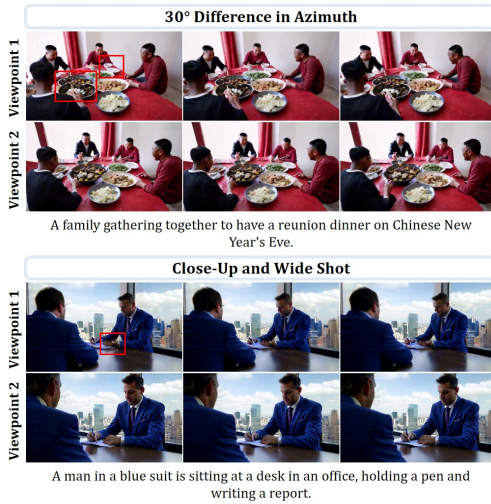 30° Difference in Azimuth
Viewpoint 1
Viewpoint 2
A family gathering together to have a reunion dinner on Chinese New
Year's Eve.
Close-Up and Wide Shot
Viewpoint 1
Viewpoint 2
A man in a blue suit is sitting at a desk in an office, holding a pen and
writing a report.